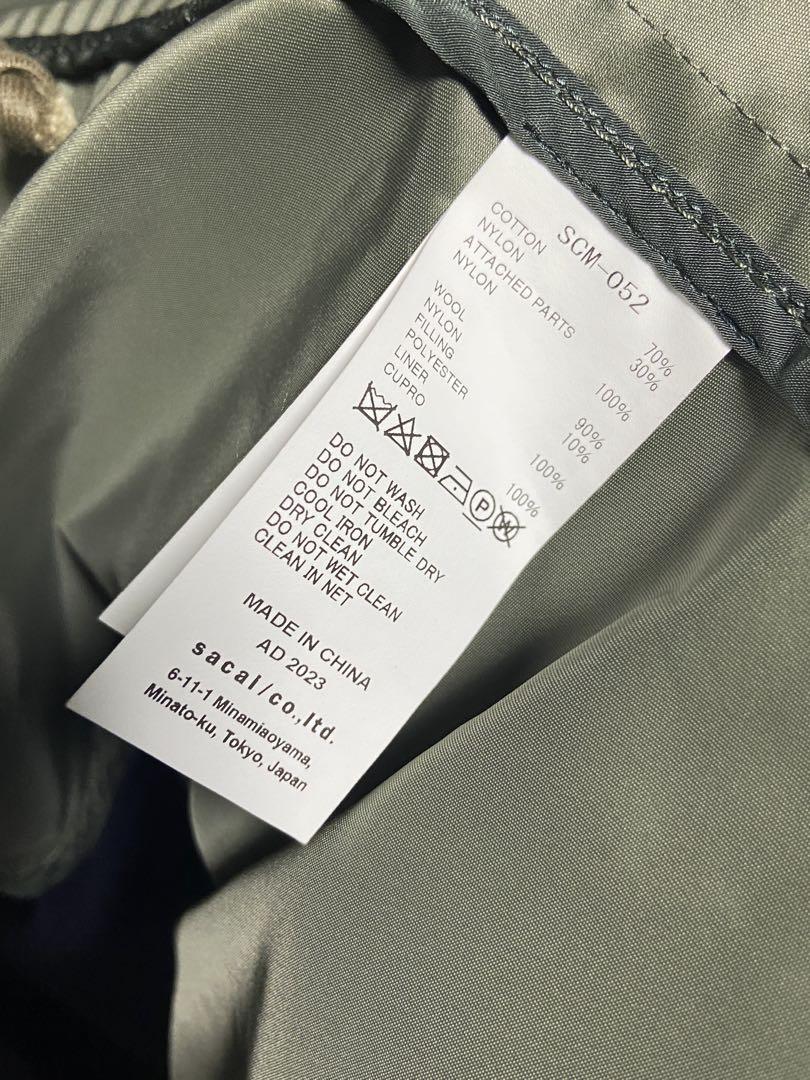 SCM-052
COTTON 70%
NYLON 30%
ATTACHED PARTS
NYLON 100%
WOOL 90%
NYLON 10%
FILLING
POLYESTER 100%
LINER
CUPRO 100%
P W
DO NOT WASH
DO NOT BLEACH
DO NOT TUMBLE DRY
COOL IRON
DRY CLEAN
DO NOT WET CLEAN
CLEAN IN NET
MADE IN CHINA
AD 2023
sacai/co.,ltd.
6-11-1 Minamiaoyama,
Minato-ku, Tokyo, Japan